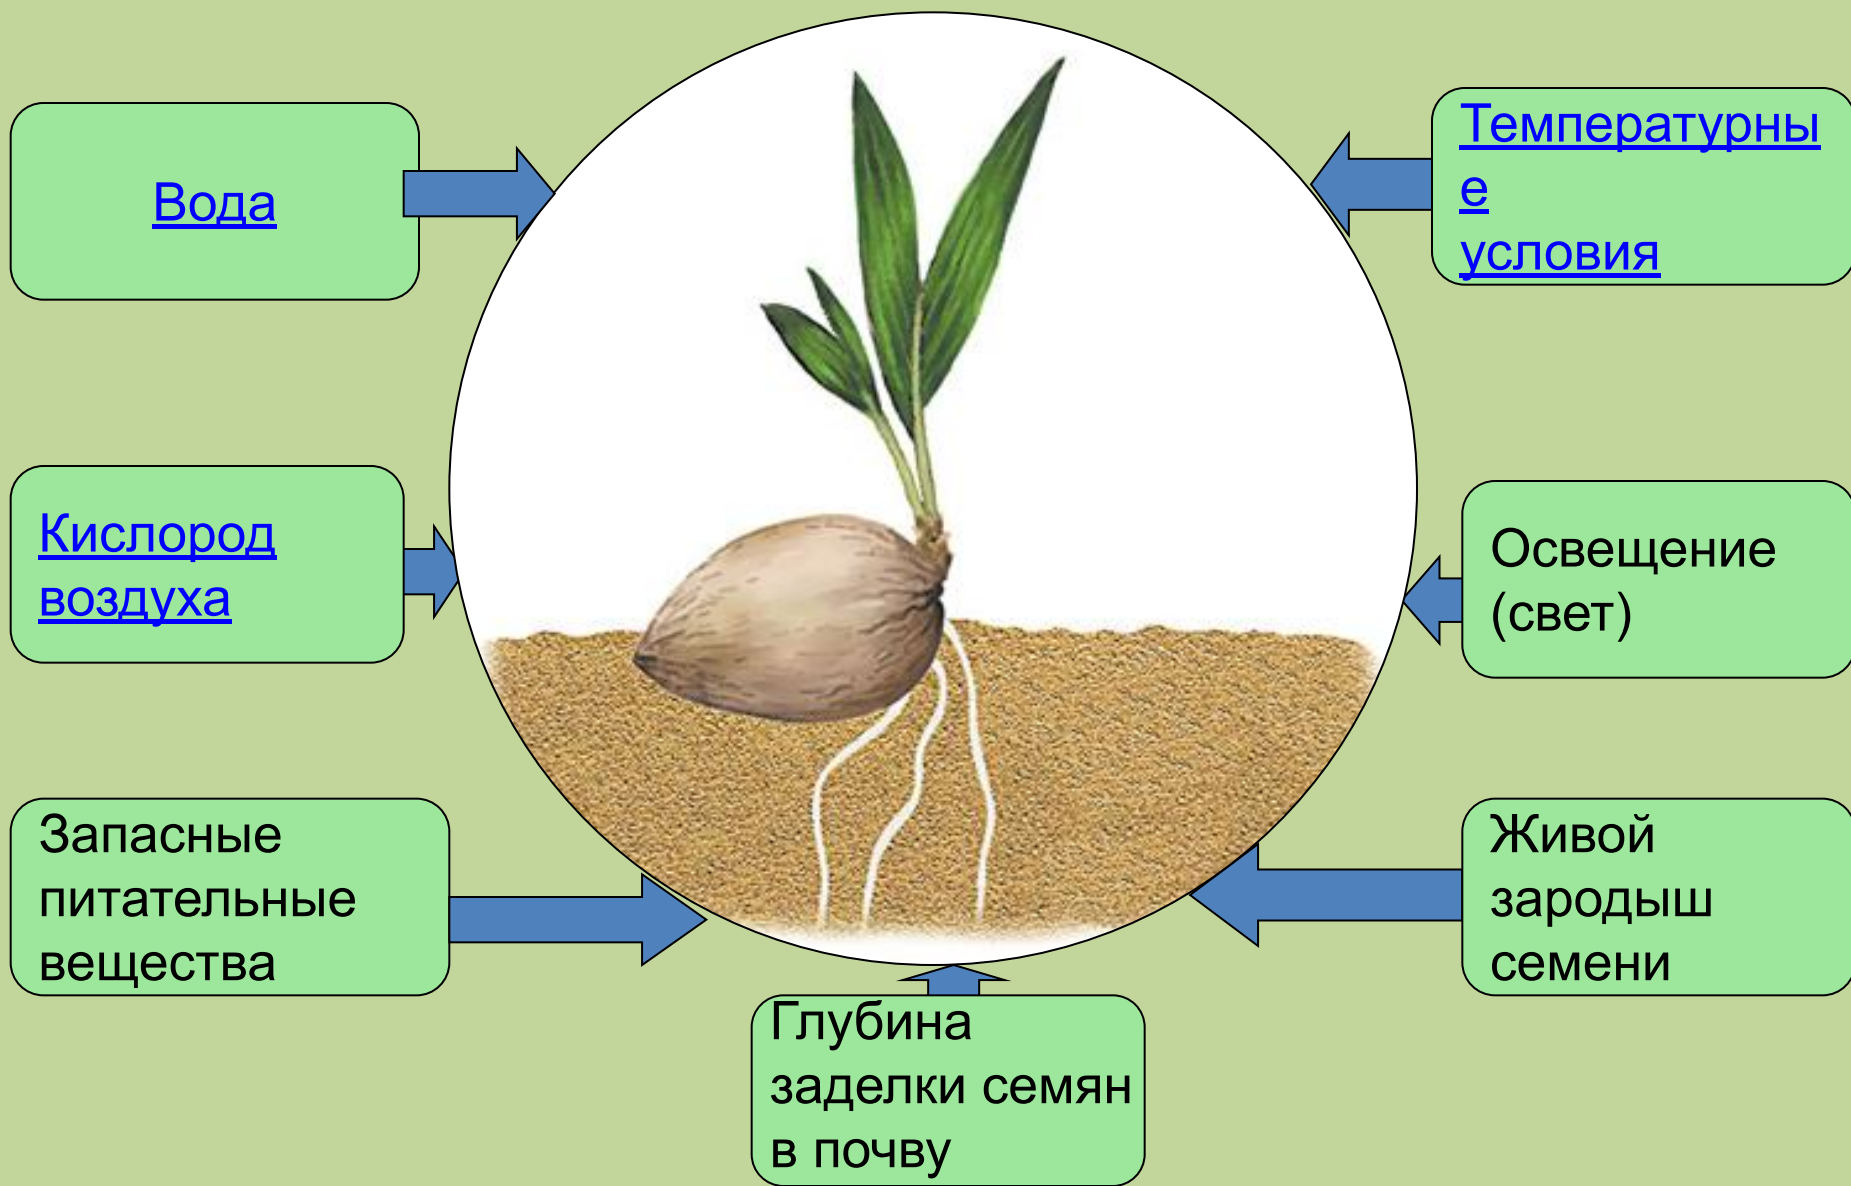 Вода
Температурны
е
условия
Кислород
воздуха
Освещение
(свет)
Запасные
питательные
вещества
Живой
зародыш
семени
Глубина
заделки семян
в почву